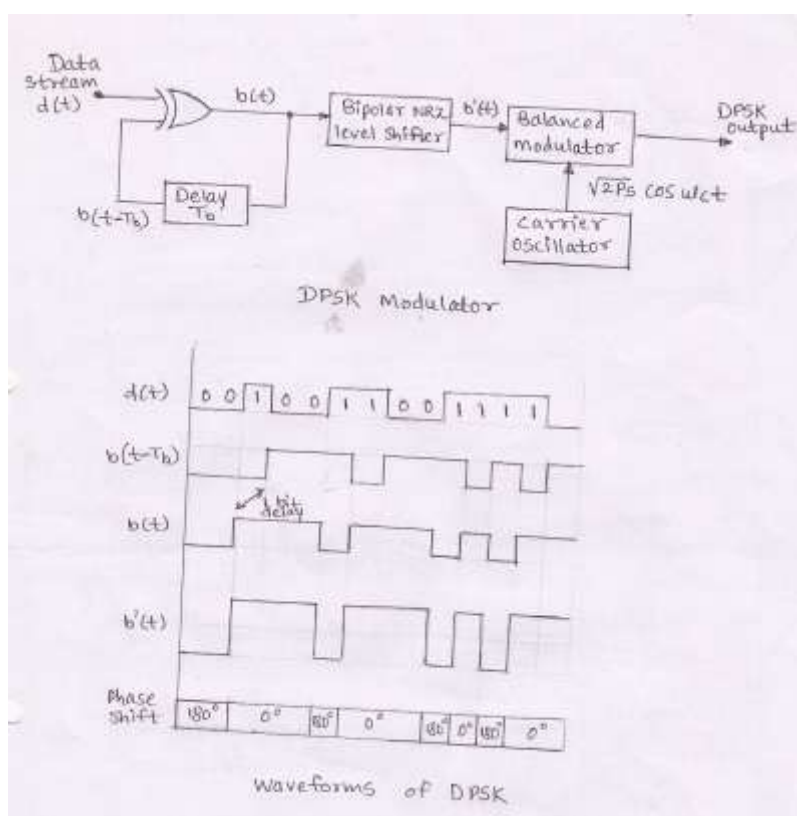 Data
stream
d(t)
b(t)
b(t-Tb)
Delay
Tb
Bipolar NRZ
level shifter
b'(t)
Balanced
modulator
DPSK
output
√2Ps cos wct
Carrier
Oscillator
DPSK Modulator
d(t) 0 0 1 0 0 1 1 0 0 1 1 1 1
b(t-Tb)
1 bit
delay
b(t)
b'(t)
Phase
Shift 180° 0° 180° 0° 180° 0° 180° 0°
Waveforms of DPSK